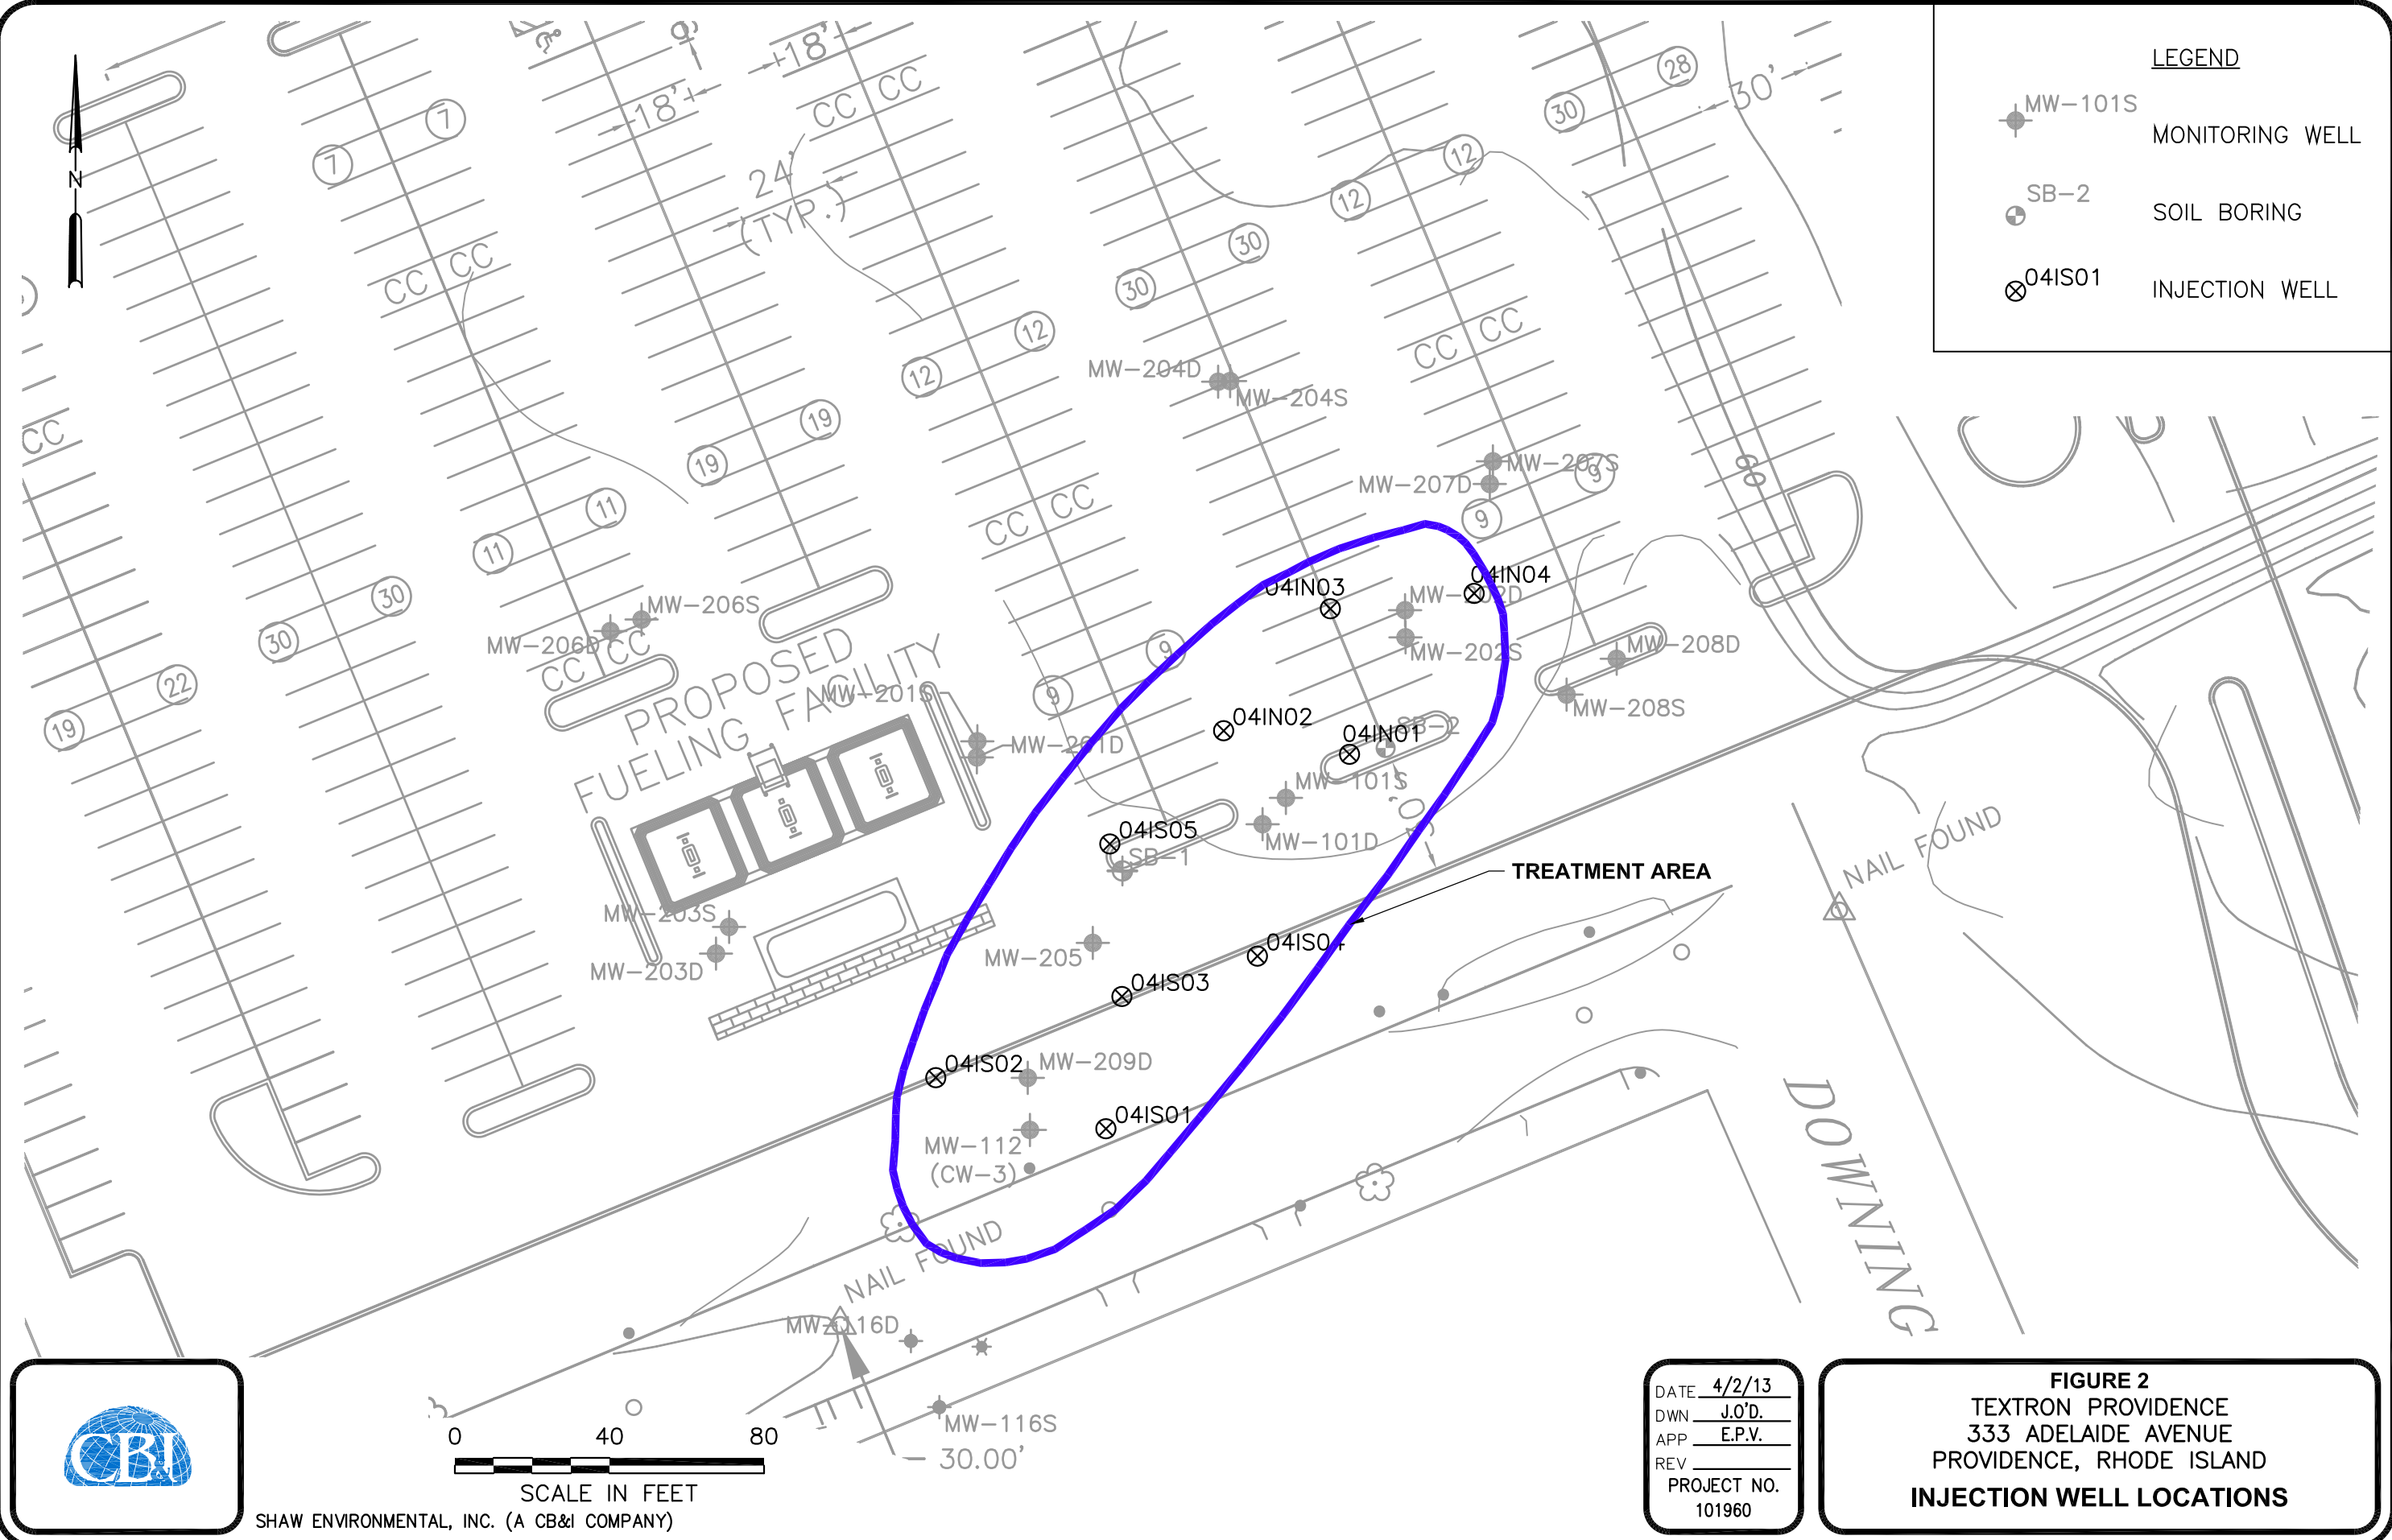 LEGEND
MW-101S
MONITORING WELL
SB-2
SOIL BORING
04IS01
INJECTION WELL
N
18'
18'
24'
(TYP.)
30'
7
7
CC CC
CC CC
28
30
12
12
30
30
12
12
CC CC
CC
19
19
11
11
30
30
22
19
CC CC
CC CC
9
9
9
9
60
MW-204D
MW-204S
MW-207S
MW-207D
04IN03
04IN04
MW-202D
MW-202S
MW-206S
MW-206D
MW-208D
MW-208S
PROPOSED
FUELING FACILITY
MW-201S
MW-201D
04IN02
04IN01
SB-2
MW-101S
MW-101D
04IS05
SB-1
TREATMENT AREA
NAIL FOUND
MW-203S
MW-203D
MW-205
04IS04
04IS03
04IS02
MW-209D
04IS01
MW-112
(CW-3)
DOWNING
NAIL FOUND
MW-116D
MW-116S
30.00'
0 40 80
SCALE IN FEET
CB&I
SHAW ENVIRONMENTAL, INC. (A CB&I COMPANY)
DATE 4/2/13
DWN J.O'D.
APP E.P.V.
REV
PROJECT NO.
101960
FIGURE 2
TEXTRON PROVIDENCE
333 ADELAIDE AVENUE
PROVIDENCE, RHODE ISLAND
INJECTION WELL LOCATIONS